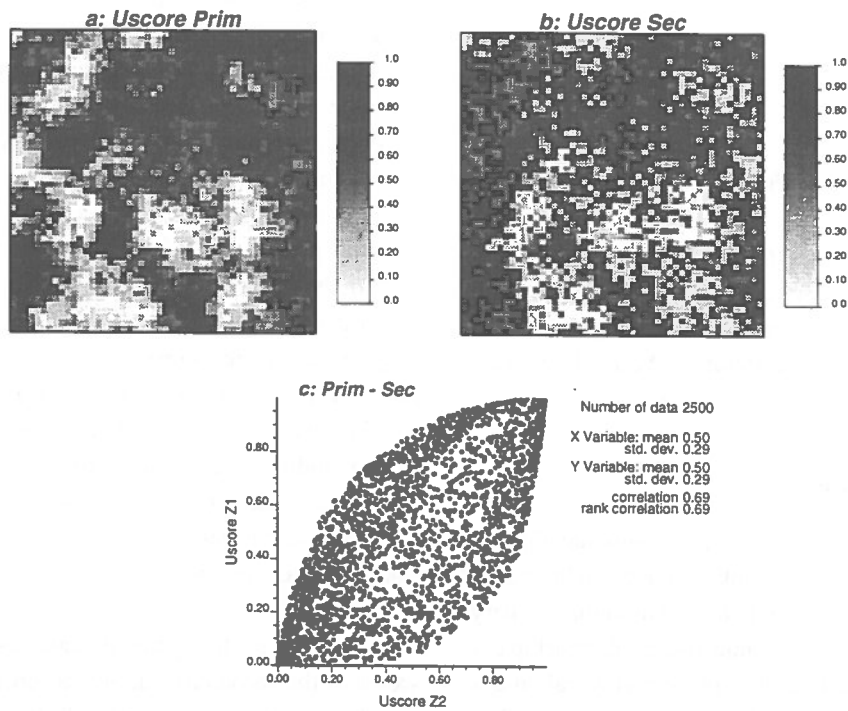 a: Uscore Prim
1.0
0.90
0.80
0.70
0.60
0.50
0.40
0.30
0.20
0.10
0.0
b: Uscore Sec
1.0
0.90
0.80
0.70
0.60
0.50
0.40
0.30
0.20
0.10
0.0
c: Prim - Sec
Uscore Z1
0.80
0.60
0.40
0.20
0.00
0.00
0.20
0.40
0.60
0.80
Uscore Z2
Number of data 2500
X Variable: mean 0.50
std. dev. 0.29
Y Variable: mean 0.50
std. dev. 0.29
correlation 0.69
rank correlation 0.69